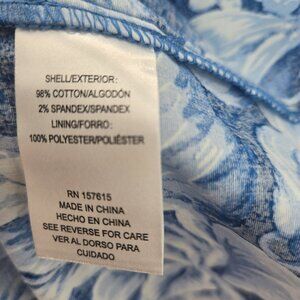 SHELL/EXTERIOR:
98% COTTON/ALGODÓN
2% SPANDEX/SPANDEX
LINING/FORRO:
100% POLYESTER/POLIÉSTER
RN 157615
MADE IN CHINA
HECHO EN CHINA
SEE REVERSE FOR CARE
VER AL DORSO PARA
CUIDADO